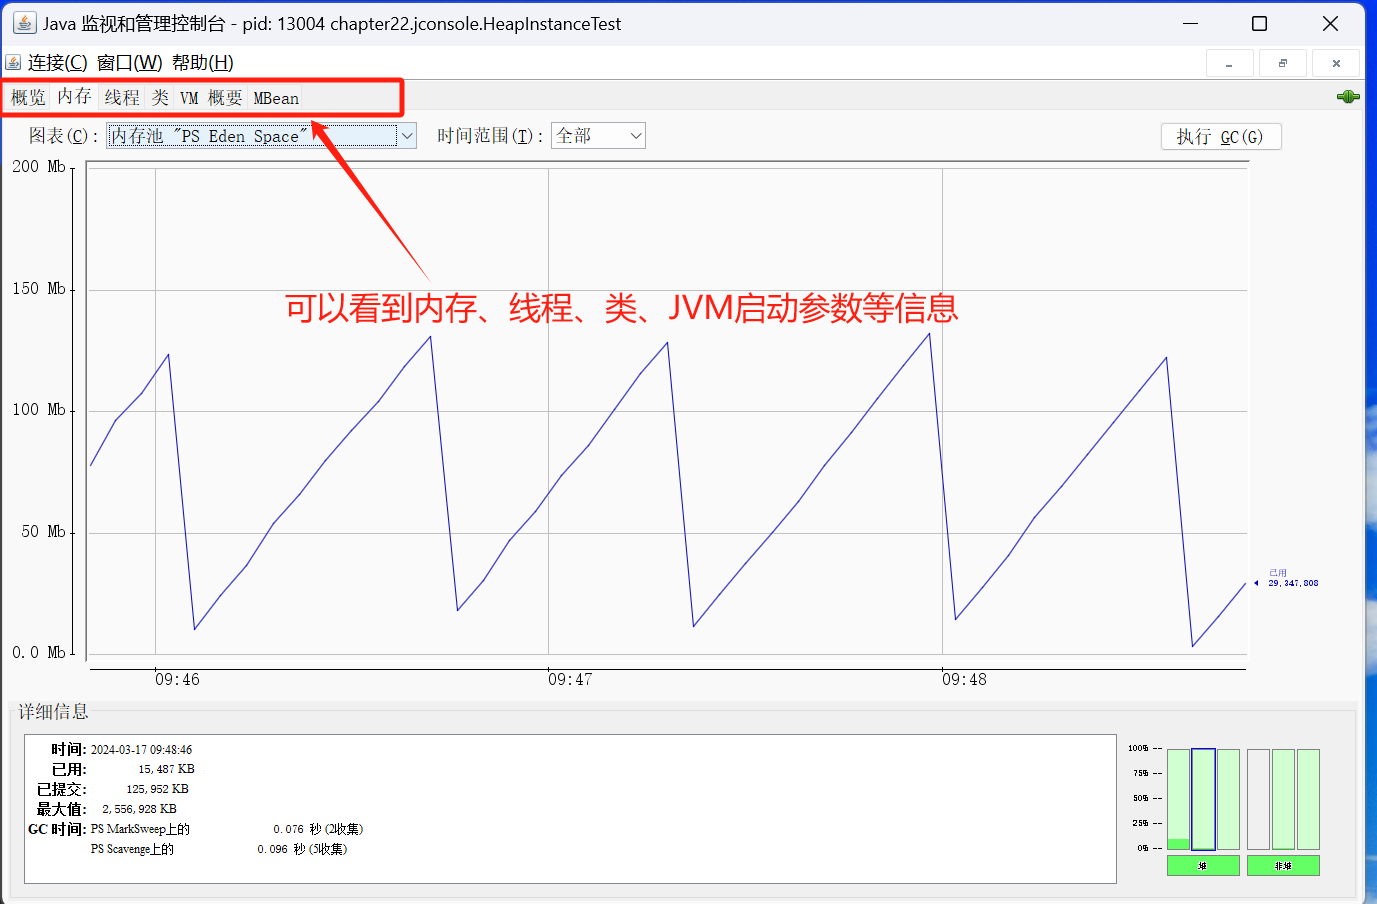 Java 监视和管理控制台 - pid: 13004 chapter22.jconsole.HeapInstanceTest
连接(C) 窗口(W) 帮助(H)
概览 内存 线程 类 VM 概要 MBean
图表(C): 内存池 "PS Eden Space" 时间范围(T): 全部 执行 GC(G)
200 Mb
150 Mb
可以看到内存、线程、类、JVM启动参数等信息
100 Mb
50 Mb
已用
29,347,808
0.0 Mb
09:46 09:47 09:48
详细信息
时间: 2024-03-17 09:48:46
已用: 15,487 KB
已提交: 125,952 KB
最大值: 2,556,928 KB
GC 时间: PS MarkSweep上的 0.076 秒 (2收集)
PS Scavenge上的 0.096 秒 (5收集)
100% --
75% --
50% --
25% --
0% --
堆 非堆